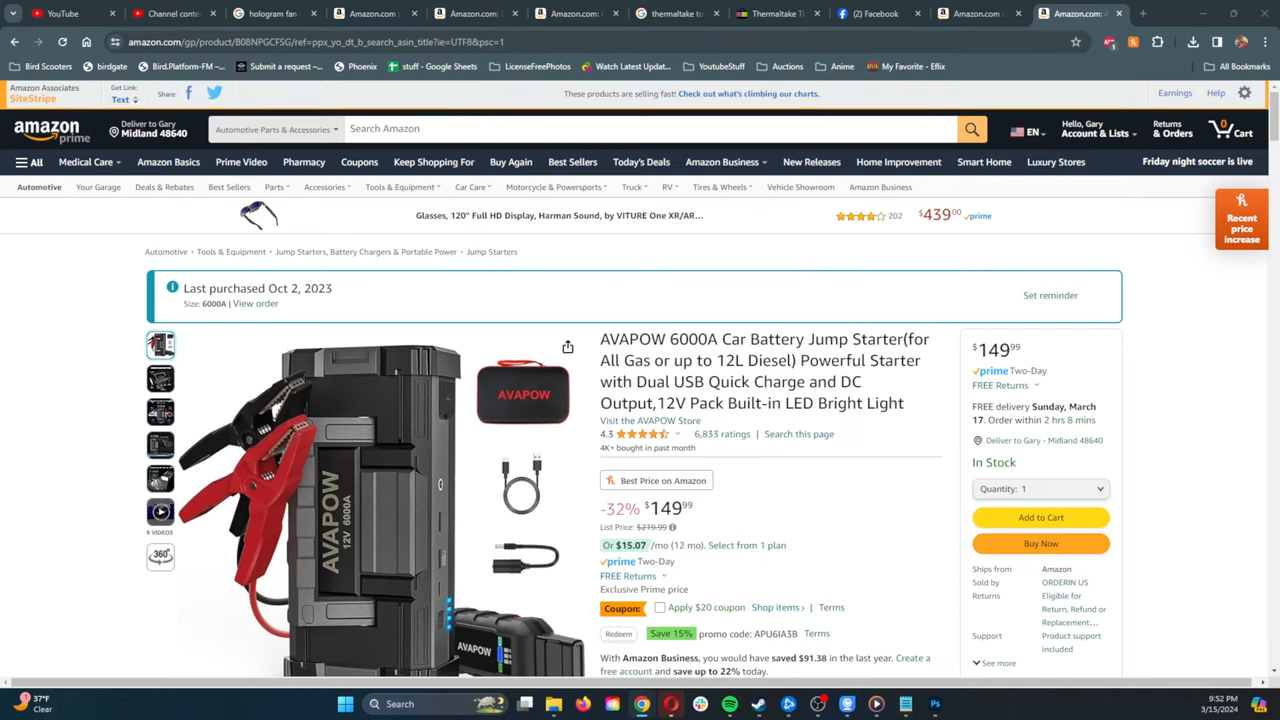 YouTube
Channel conte
hologram fan
Amazon.com
Amazon.com:
Amazon.com:
thermaltake to
Thermaltake T
(2) Facebook
Amazon.com
Amazon.com: A
amazon.com/gp/product/B08NPGCFSG/ref=ppx_yo_dt_b_search_asin_title?ie=UTF8&psc=1
Bird Scooters
birdgate
Bird.Platform-FM –...
Submit a request –...
Phoenix
stuff - Google Sheets
LicenseFreePhotos
Watch Latest Updat...
YouTube Stuff
Auctions
Anime
My Favorite - Eflix
All Bookmarks
Amazon Associates
SiteStripe
Get Link:
Text
Share:
These products are selling fast! Check out what's climbing our charts.
Earnings
Help
amazon prime
Deliver to Gary
Midland 48640
Automotive Parts & Accessories
Search Amazon
EN
Hello, Gary
Account & Lists
Returns
& Orders
0
Cart
All
Medical Care
Amazon Basics
Prime Video
Pharmacy
Coupons
Keep Shopping For
Buy Again
Best Sellers
Today's Deals
Amazon Business
New Releases
Home Improvement
Smart Home
Luxury Stores
Friday night soccer is live
Automotive
Your Garage
Deals & Rebates
Best Sellers
Parts
Accessories
Tools & Equipment
Car Care
Motorcycle & Powersports
Truck
RV
Tires & Wheels
Vehicle Showroom
Amazon Business
Glasses, 120" Full HD Display, Harman Sound, by VITURE One XR/AR...
202
$43900
prime
Recent
price
increase
Automotive › Tools & Equipment › Jump Starters, Battery Chargers & Portable Power › Jump Starters
Last purchased Oct 2, 2023
Size: 6000A | View order
Set reminder
9 VIDEOS
360°
AVAPOW
12V 6000A
AVAPOW
AVAPOW
AVAPOW 6000A Car Battery Jump Starter(for
All Gas or up to 12L Diesel) Powerful Starter
with Dual USB Quick Charge and DC
Output,12V Pack Built-in LED Bright Light
Visit the AVAPOW Store
4.3
6,833 ratings | Search this page
4K+ bought in past month
Best Price on Amazon
-32% $14999
List Price: $219.99
Or $15.07 /mo (12 mo). Select from 1 plan
prime Two-Day
FREE Returns
Exclusive Prime price
Coupon: Apply $20 coupon Shop items › | Terms
Redeem Save 15% promo code: APU6IA3B Terms
With Amazon Business, you would have saved $91.38 in the last year. Create a
free account and save up to 22% today.
$14999
prime Two-Day
FREE Returns
FREE delivery Sunday, March
17. Order within 2 hrs 8 mins
Deliver to Gary - Midland 48640
In Stock
Quantity: 1
Add to Cart
Buy Now
Ships from Amazon
Sold by ORDERIN US
Returns Eligible for
Return, Refund or
Replacement...
Support Product support
included
See more
37°F
Clear
Search
9:52 PM
3/15/2024